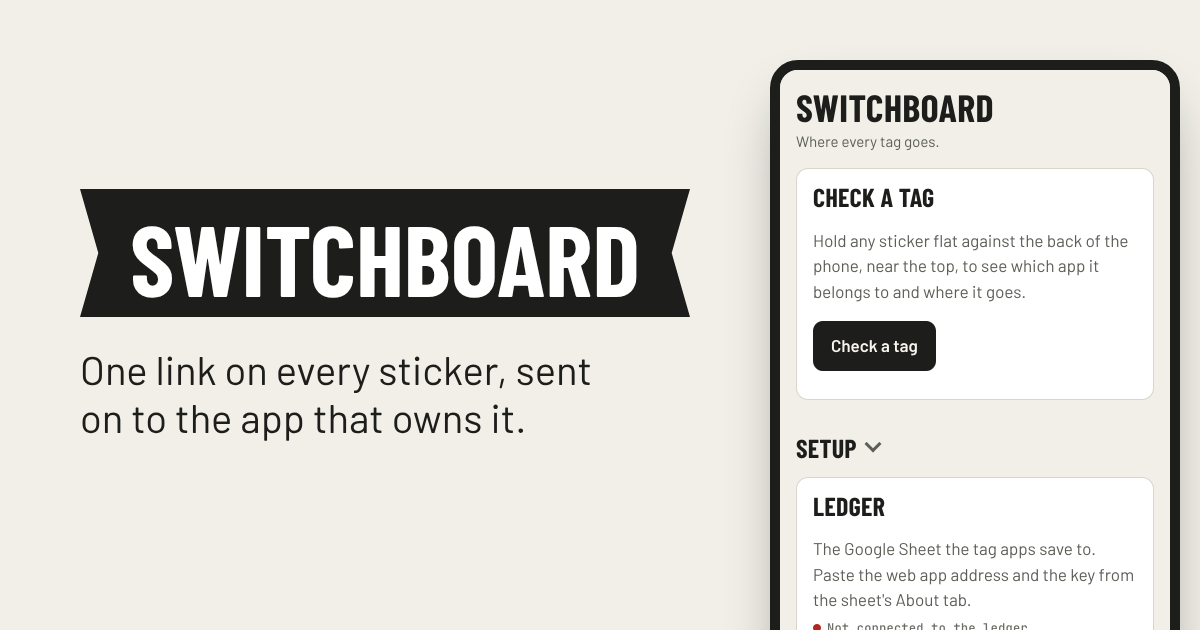 SWITCHBOARD
One link on every sticker, sent
on to the app that owns it.
SWITCHBOARD
Where every tag goes.
CHECK A TAG
Hold any sticker flat against the back of the
phone, near the top, to see which app it
belongs to and where it goes.
Check a tag
SETUP
LEDGER
The Google Sheet the tag apps save to.
Paste the web app address and the key from
the sheet's About tab.
Not connected to the ledger